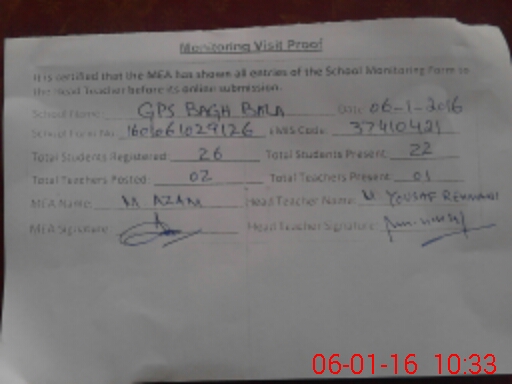 Monitoring Visit Proof
It is certified that the MEA has shown all entries of the School Monitoring Form to
the Head Teacher before its online submission.
School Name: GPS BAGH BALA Date 06-1-2016
School Form No 1601061029126 EMIS Code: 37410421
Total Students Registered: 26 Total Students Present: 22
Total Teachers Posted: 02 Total Teachers Present: 01
MEA Name: M AZAM Head Teacher Name: M YOUSAF
MEA Signature: Head Teacher Signature:
06-01-16 10:33